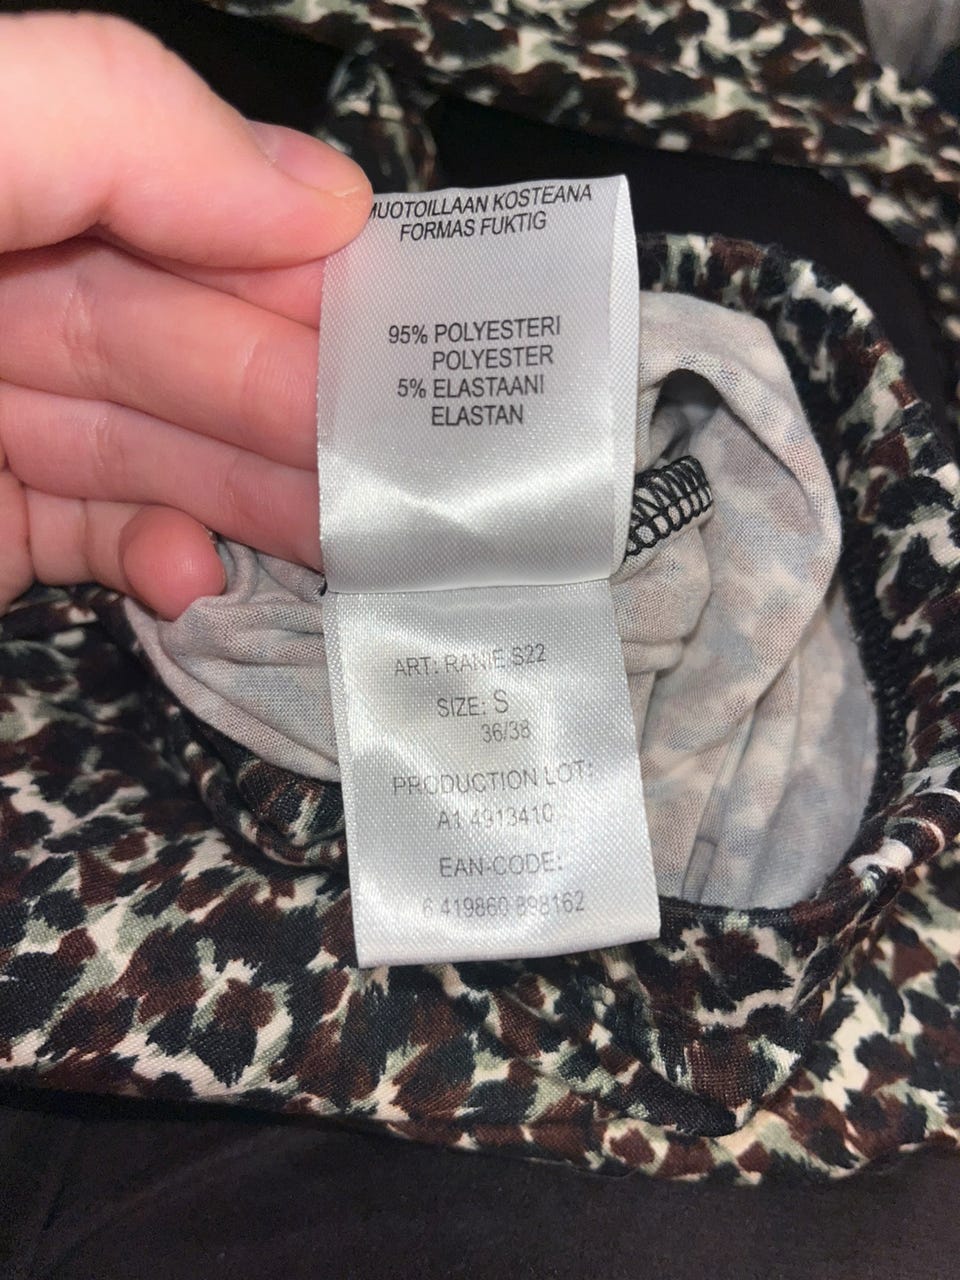 MUOTOILLAAN KOSTEANA
FORMAS FUKTIG
95% POLYESTERI
POLYESTER
5% ELASTAANI
ELASTAN
ART: RANIE S22
SIZE: S
36/38
PRODUCTION LOT:
A1 4913410
EAN-CODE:
6 419860 898162